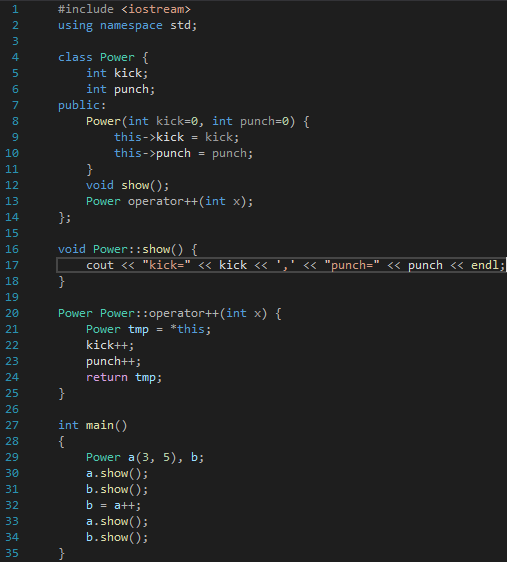 1 #include <iostream>
2 using namespace std;
3
4 class Power {
5 int kick;
6 int punch;
7 public:
8 Power(int kick=0, int punch=0) {
9 this->kick = kick;
10 this->punch = punch;
11 }
12 void show();
13 Power operator++(int x);
14 };
15
16 void Power::show() {
17 cout << "kick=" << kick << ',' << "punch=" << punch << endl;
18 }
19
20 Power Power::operator++(int x) {
21 Power tmp = *this;
22 kick++;
23 punch++;
24 return tmp;
25 }
26
27 int main()
28 {
29 Power a(3, 5), b;
30 a.show();
31 b.show();
32 b = a++;
33 a.show();
34 b.show();
35 }